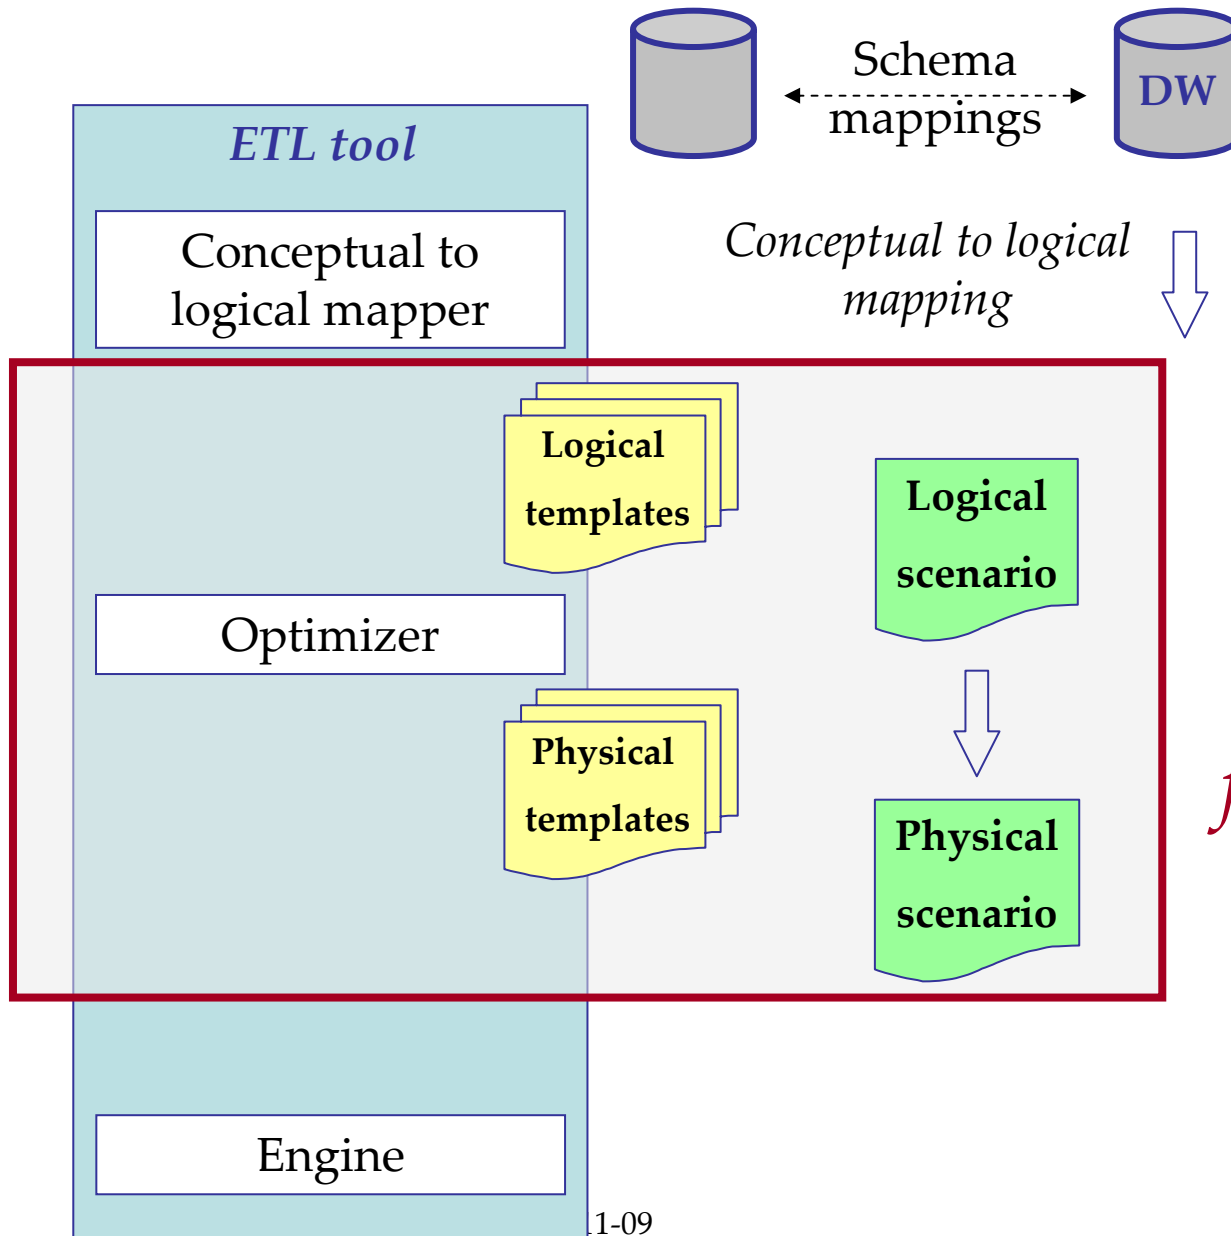 Schema
mappings
DW
ETL tool
Conceptual to
logical mapper
Conceptual to logical
mapping
Logical
templates
Logical
scenario
Optimizer
Physical
templates
Physical
scenario
f
Engine
1-09